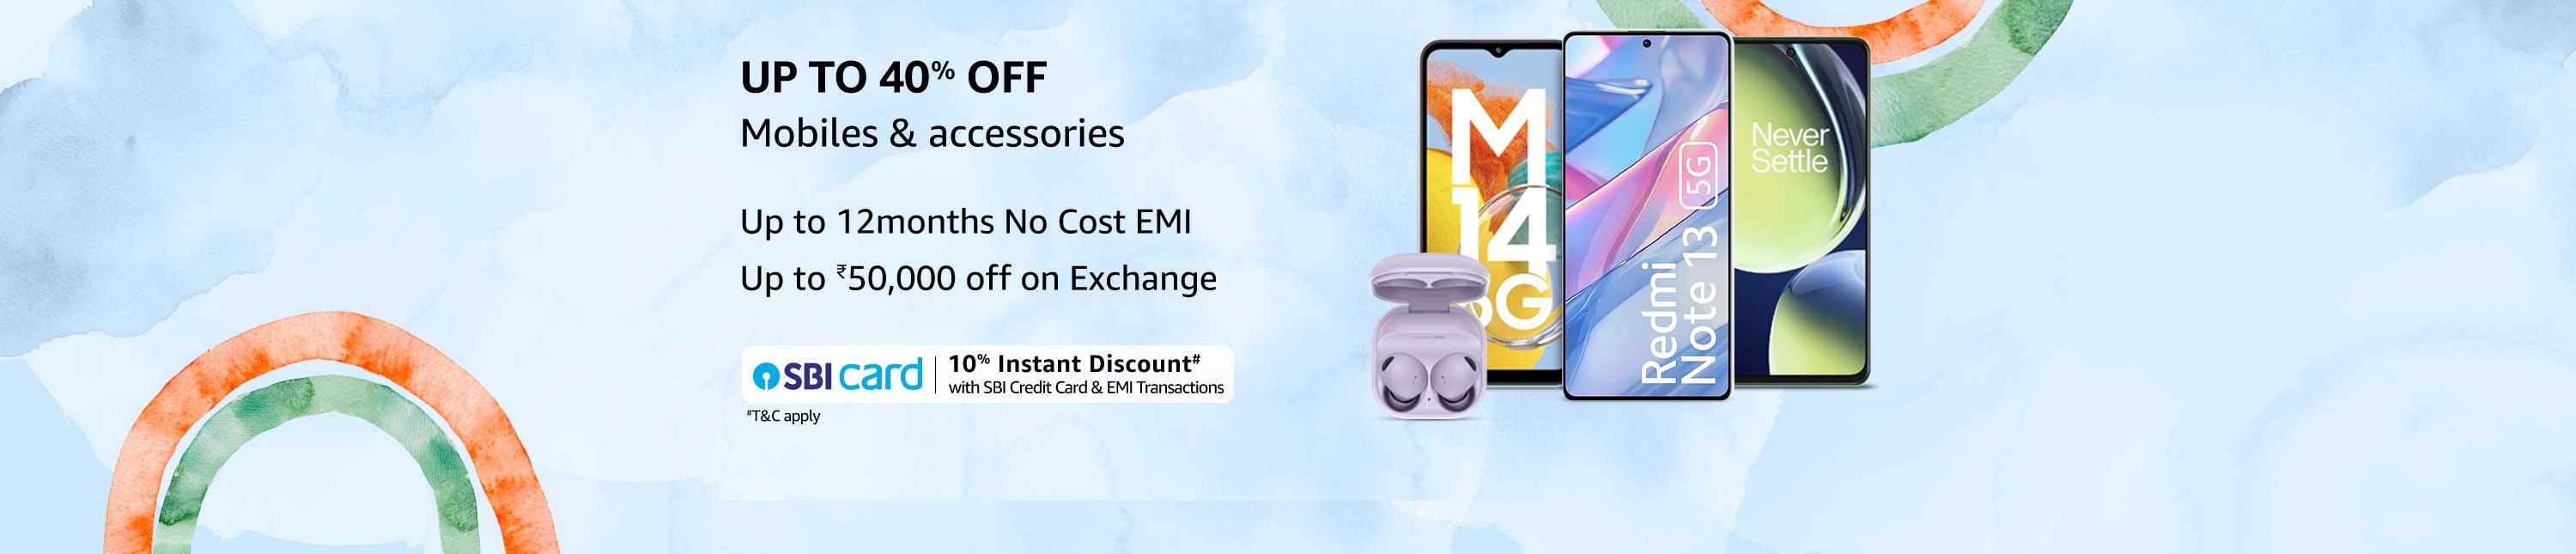 UP TO 40% OFF
Mobiles & accessories
Up to 12months No Cost EMI
Up to ₹50,000 off on Exchange
SBI card
10% Instant Discount#
with SBI Credit Card & EMI Transactions
#T&C apply
M
14
5G
Redmi
Note 13 5G
Never
Settle